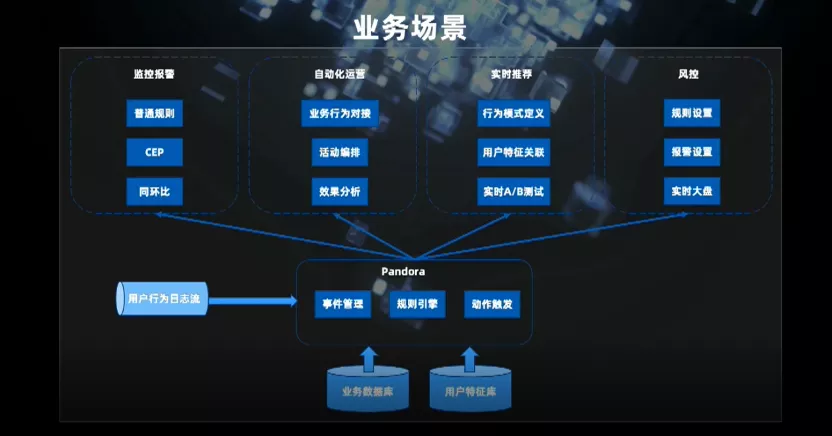 业务场景
监控报警
自动化运营
实时推荐
风控
普通规则
业务行为对接
行为模式定义
规则设置
CEP
活动编排
用户特征关联
报警设置
同环比
效果分析
实时A/B测试
实时大盘
Pandora
用户行为日志流
事件管理
规则引擎
动作触发
业务数据库
用户特征库